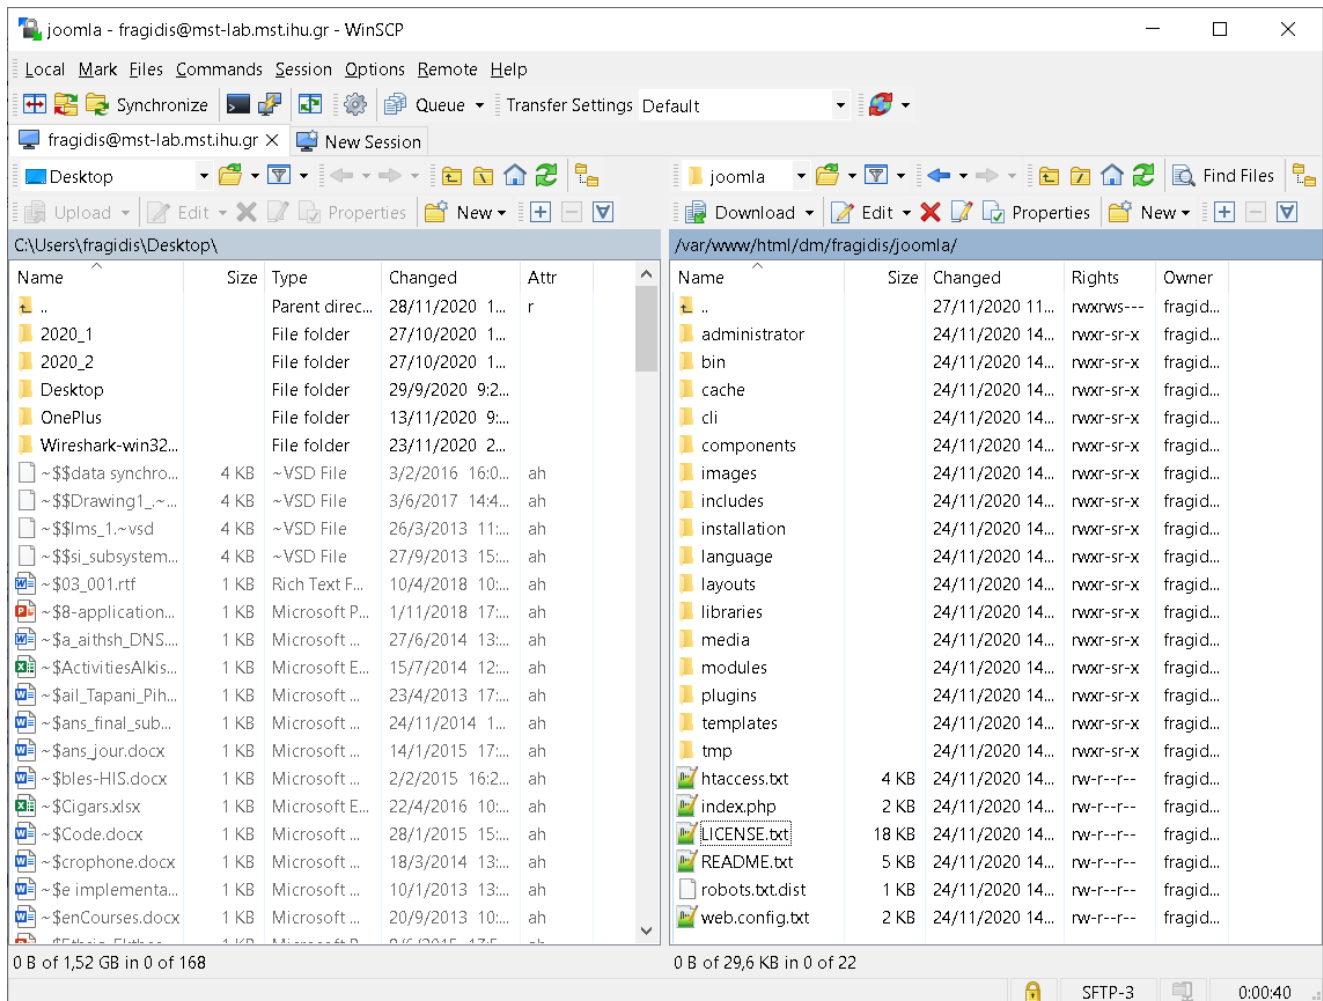 joomla - fragidis@mst-lab.mst.ihu.gr - WinSCP
Local Mark Files Commands Session Options Remote Help
Synchronize Queue Transfer Settings Default
fragidis@mst-lab.mst.ihu.gr × New Session
Desktop joomla Find Files
Upload Edit Properties New Download Edit Properties New
C:\Users\fragidis\Desktop\ /var/www/html/dm/fragidis/joomla/
Name Size Type Changed Attr Name Size Changed Rights Owner
.. Parent direc... 28/11/2020 1... r .. 27/11/2020 11... rwxrws--- fragid...
2020_1 File folder 27/10/2020 1... administrator 24/11/2020 14... rwxr-sr-x fragid...
2020_2 File folder 27/10/2020 1... bin 24/11/2020 14... rwxr-sr-x fragid...
Desktop File folder 29/9/2020 9:2... cache 24/11/2020 14... rwxr-sr-x fragid...
OnePlus File folder 13/11/2020 9:... cli 24/11/2020 14... rwxr-sr-x fragid...
Wireshark-win32... File folder 23/11/2020 2... components 24/11/2020 14... rwxr-sr-x fragid...
~$$data synchro... 4 KB ~VSD File 3/2/2016 16:0... ah images 24/11/2020 14... rwxr-sr-x fragid...
~$$Drawing1_.~... 4 KB ~VSD File 3/6/2017 14:4... ah includes 24/11/2020 14... rwxr-sr-x fragid...
~$$lms_1.~vsd 4 KB ~VSD File 26/3/2013 11:... ah installation 24/11/2020 14... rwxr-sr-x fragid...
~$$si_subsystem... 4 KB ~VSD File 27/9/2013 15:... ah language 24/11/2020 14... rwxr-sr-x fragid...
~$03_001.rtf 1 KB Rich Text F... 10/4/2018 10:... ah layouts 24/11/2020 14... rwxr-sr-x fragid...
~$8-application... 1 KB Microsoft P... 1/11/2018 17:... ah libraries 24/11/2020 14... rwxr-sr-x fragid...
~$a_aithsh_DNS.... 1 KB Microsoft ... 27/6/2014 13:... ah media 24/11/2020 14... rwxr-sr-x fragid...
~$ActivitiesAlkis... 1 KB Microsoft E... 15/7/2014 12:... ah modules 24/11/2020 14... rwxr-sr-x fragid...
~$ail_Tapani_Pih... 1 KB Microsoft ... 23/4/2013 17:... ah plugins 24/11/2020 14... rwxr-sr-x fragid...
~$ans_final_sub... 1 KB Microsoft ... 24/11/2014 1... ah templates 24/11/2020 14... rwxr-sr-x fragid...
~$ans_jour.docx 1 KB Microsoft ... 14/1/2015 17:... ah tmp 24/11/2020 14... rwxr-sr-x fragid...
~$bles-HIS.docx 1 KB Microsoft ... 2/2/2015 16:2... ah htaccess.txt 4 KB 24/11/2020 14... rw-r--r-- fragid...
~$Cigars.xlsx 1 KB Microsoft E... 22/4/2016 10:... ah index.php 2 KB 24/11/2020 14... rw-r--r-- fragid...
~$Code.docx 1 KB Microsoft ... 28/1/2015 15:... ah LICENSE.txt 18 KB 24/11/2020 14... rw-r--r-- fragid...
~$crophone.docx 1 KB Microsoft ... 18/3/2014 13:... ah README.txt 5 KB 24/11/2020 14... rw-r--r-- fragid...
~$e implementa... 1 KB Microsoft ... 10/1/2013 13:... ah robots.txt.dist 1 KB 24/11/2020 14... rw-r--r-- fragid...
~$enCourses.docx 1 KB Microsoft ... 20/9/2013 10:... ah web.config.txt 2 KB 24/11/2020 14... rw-r--r-- fragid...
0 B of 1,52 GB in 0 of 168 0 B of 29,6 KB in 0 of 22
SFTP-3 0:00:40